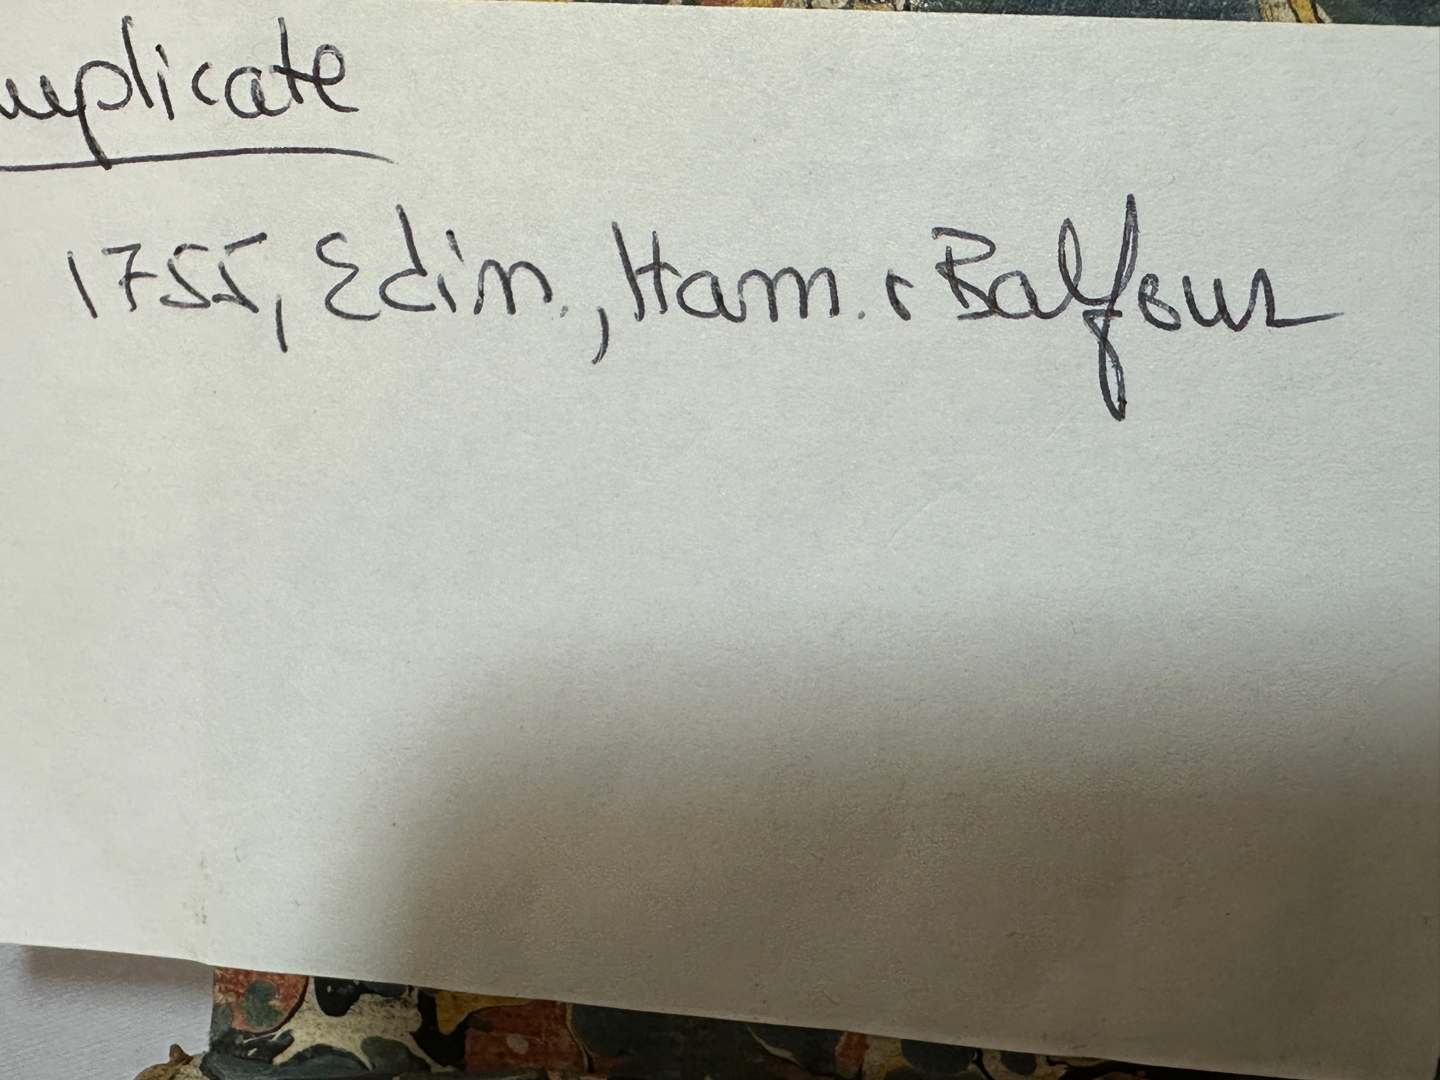 uplicate
1755, Edin., Ham. & Balfour